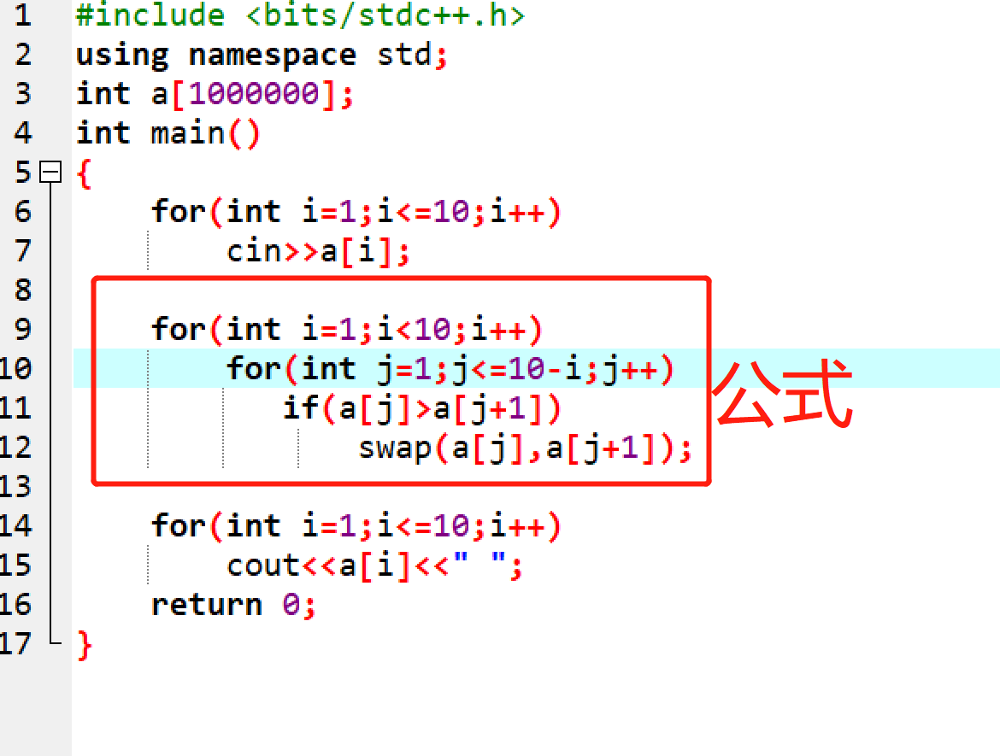 1 #include <bits/stdc++.h>
2 using namespace std;
3 int a[1000000];
4 int main()
5 {
6 for(int i=1;i<=10;i++)
7 cin>>a[i];
8
9 for(int i=1;i<10;i++)
10 for(int j=1;j<=10-i;j++)
11 if(a[j]>a[j+1])
12 swap(a[j],a[j+1]);
公式
13
14 for(int i=1;i<=10;i++)
15 cout<<a[i]<<" ";
16 return 0;
17 }